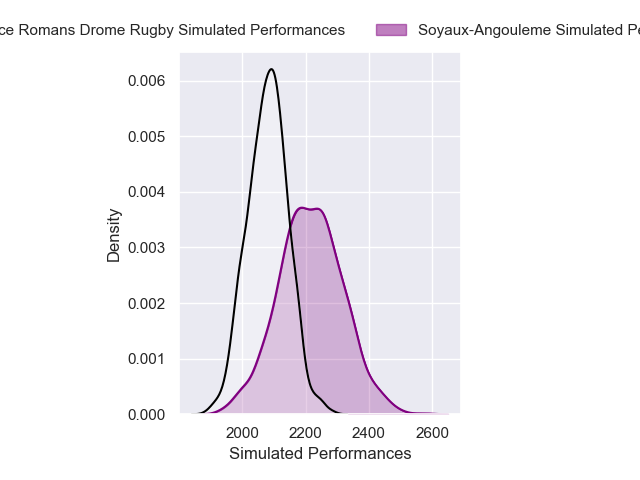 ce Romans Drome Rugby Simulated Performances
Soyaux-Angouleme Simulated Pe
0.006
0.005
0.004
0.003
0.002
0.001
0.000
Density
2000 2200 2400 2600
Simulated Performances